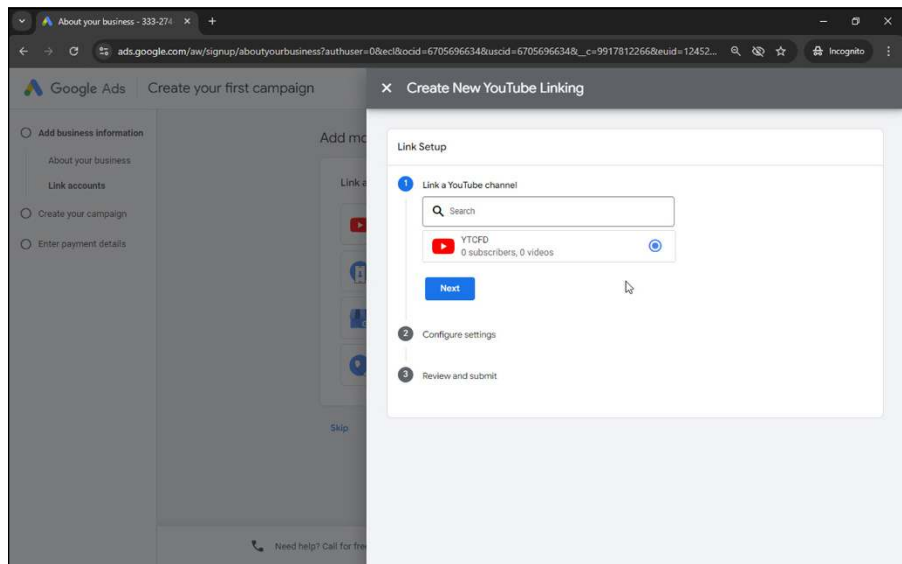 About your business - 333-274
ads.google.com/aw/signup/aboutyourbusiness?authuser=0&ecl&ocid=6705696634&uscid=6705696634&__c=9917812266&euid=12452...
Incognito
Google Ads
Create your first campaign
Create New YouTube Linking
Add business information
About your business
Link accounts
Create your campaign
Enter payment details
Add mo
Link a
Skip
Need help? Call for fre
Link Setup
1
Link a YouTube channel
Search
YTCFD
0 subscribers, 0 videos
Next
2
Configure settings
3
Review and submit